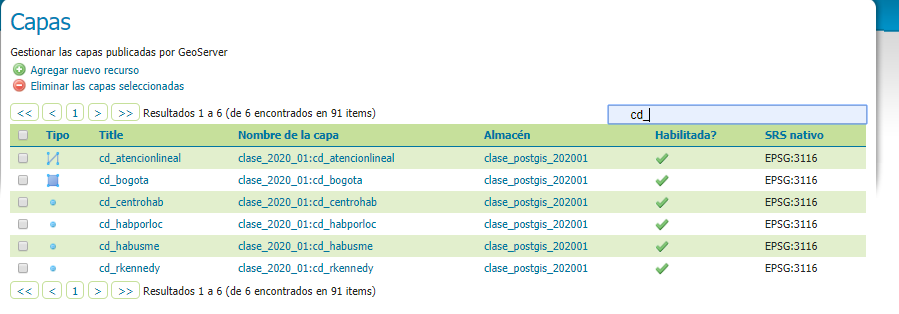 Capas
Gestionar las capas publicadas por GeoServer
Agregar nuevo recurso
Eliminar las capas seleccionadas
<< < 1 > >> Resultados 1 a 6 (de 6 encontrados en 91 items) cd_
Tipo Title Nombre de la capa Almacén Habilitada? SRS nativo
cd_atencionlineal clase_2020_01:cd_atencionlineal clase_postgis_202001 EPSG:3116
cd_bogota clase_2020_01:cd_bogota clase_postgis_202001 EPSG:3116
cd_centrohab clase_2020_01:cd_centrohab clase_postgis_202001 EPSG:3116
cd_habporloc clase_2020_01:cd_habporloc clase_postgis_202001 EPSG:3116
cd_habusme clase_2020_01:cd_habusme clase_postgis_202001 EPSG:3116
cd_rkennedy clase_2020_01:cd_rkennedy clase_postgis_202001 EPSG:3116
<< < 1 > >> Resultados 1 a 6 (de 6 encontrados en 91 items)